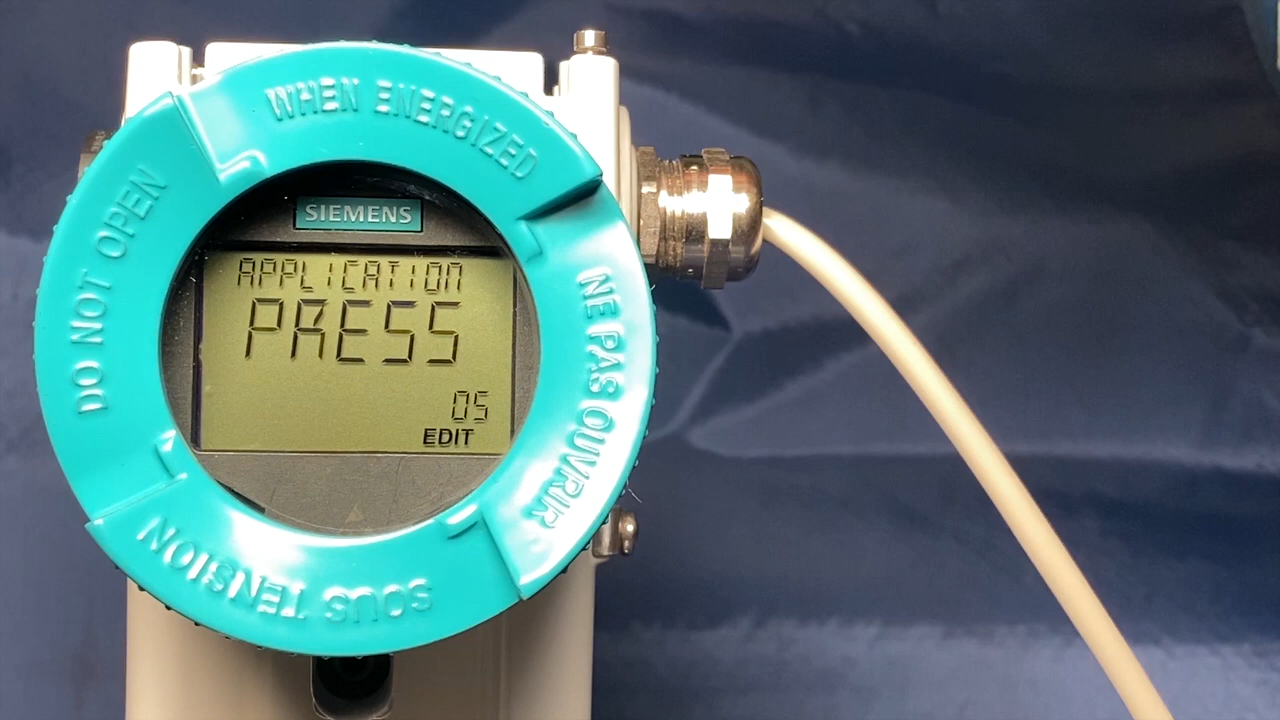 WHEN ENERGIZED
DO NOT OPEN
SIEMENS
APPLICATION
PRESS
05
EDIT
NE PAS OUVRIR
SOUS TENSION